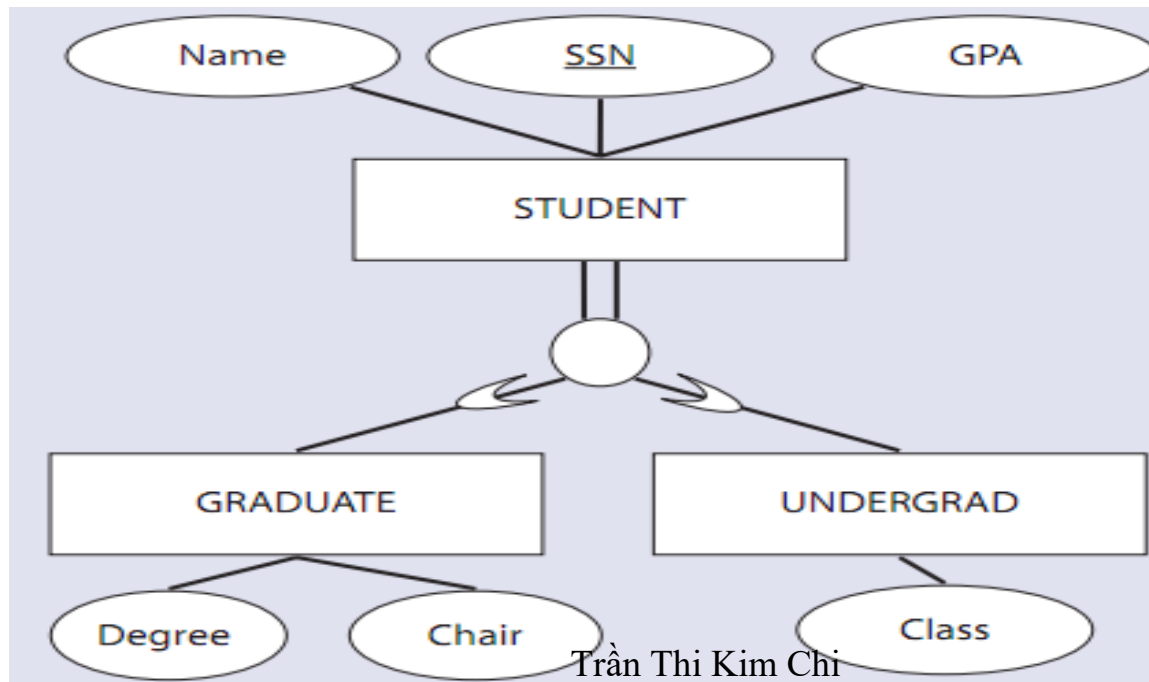 Name SSN GPA
STUDENT
GRADUATE UNDERGRAD
Degree Chair Class
Trần Thi Kim Chi